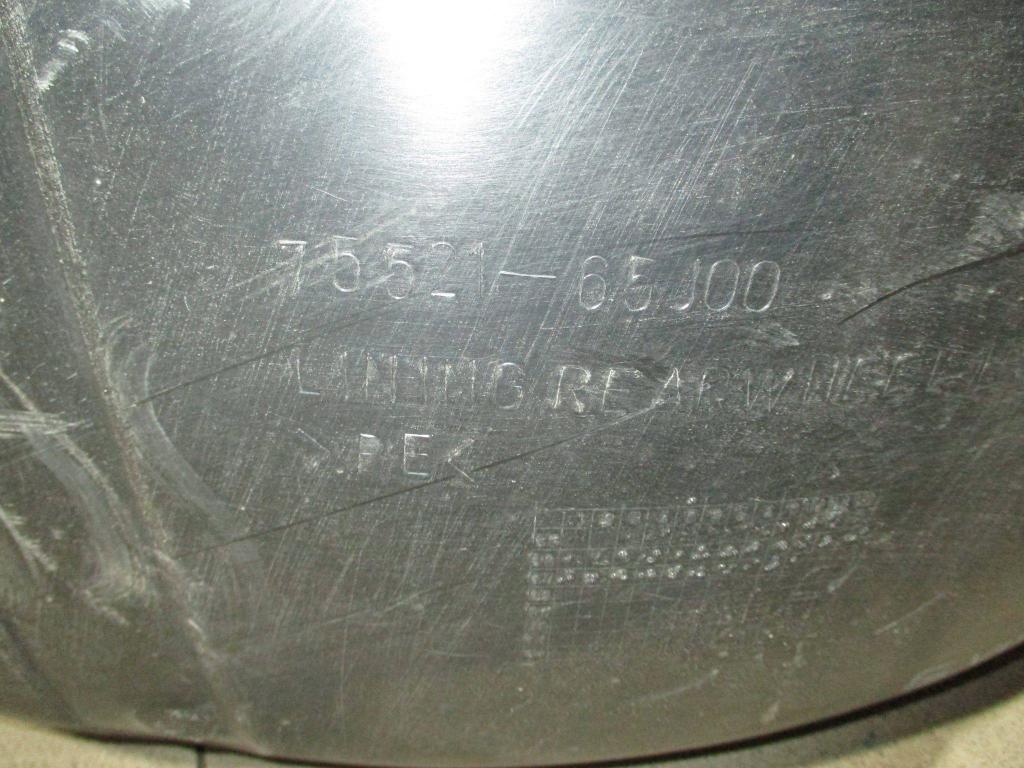 75521-65J00
LINING REAR WHEEL
>PE<